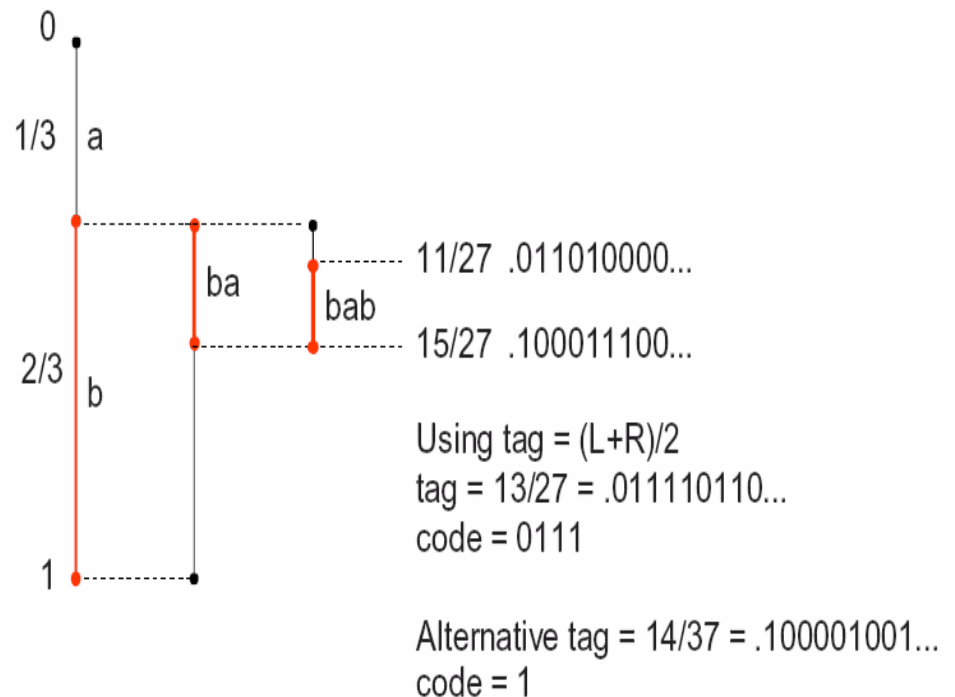 0
1/3 a
ba
bab
11/27 .011010000...
15/27 .100011100...
2/3
b
Using tag = (L+R)/2
tag = 13/27 = .011110110...
code = 0111
1
Alternative tag = 14/37 = .100001001...
code = 1